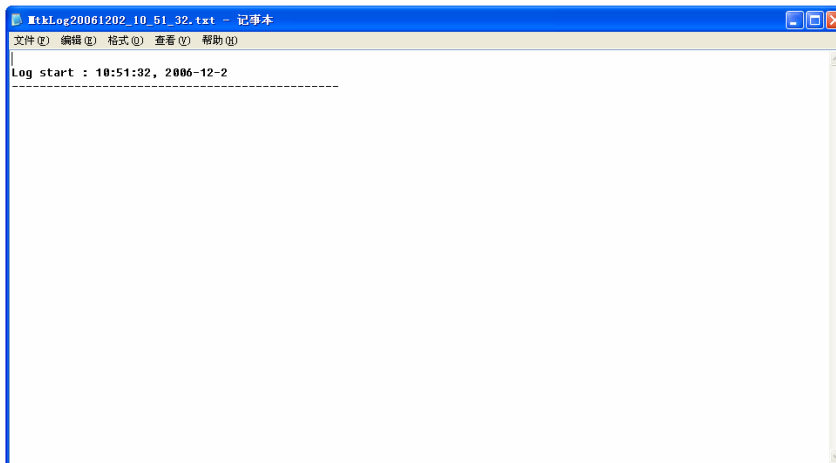 MtkLog20061202_10_51_32.txt - 记事本
文件(F) 编辑(E) 格式(O) 查看(V) 帮助(H)
Log start : 10:51:32, 2006-12-2
-----------------------------------------------